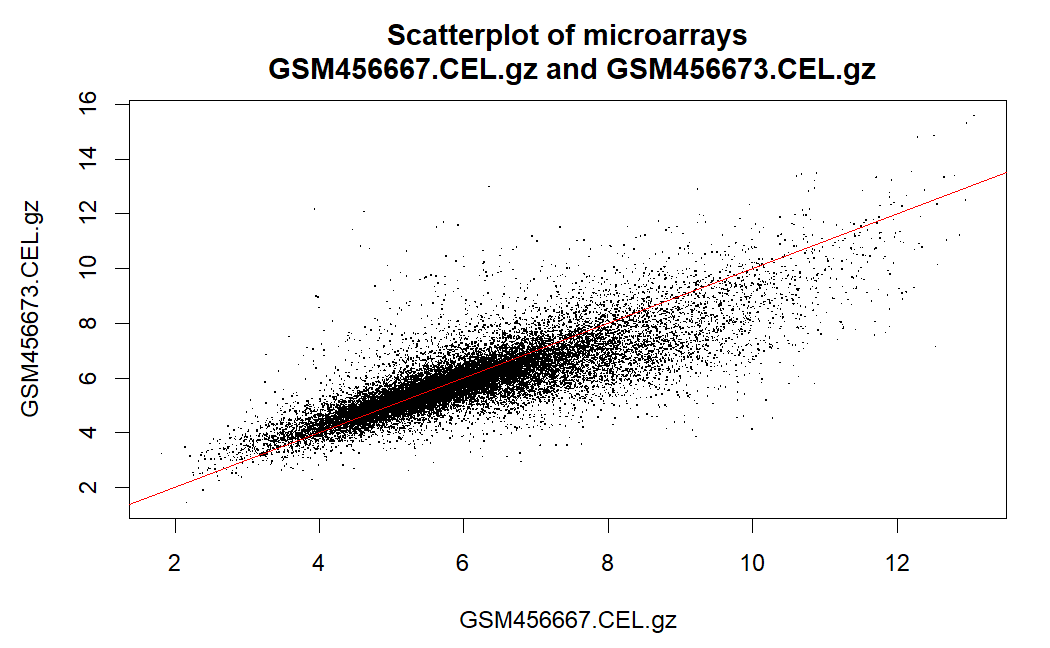 Scatterplot of microarrays
GSM456667.CEL.gz and GSM456673.CEL.gz
16
14
12
10
8
6
4
2
GSM456673.CEL.gz
2 4 6 8 10 12
GSM456667.CEL.gz